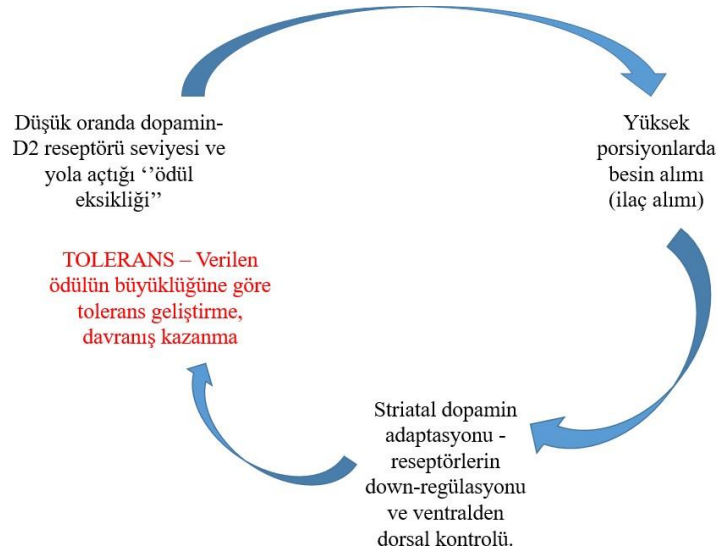 Düşük oranda dopamin-
D2 reseptörü seviyesi ve
yola açtığı ‘’ödül
eksikliği’’
TOLERANS – Verilen
ödülün büyüklüğüne göre
tolerans geliştirme,
davranış kazanma
Yüksek
porsiyonlarda
besin alımı
(ilaç alımı)
Striatal dopamin
adaptasyonu -
reseptörlerin
down-regülasyonu
ve ventralden
dorsal kontrolü.